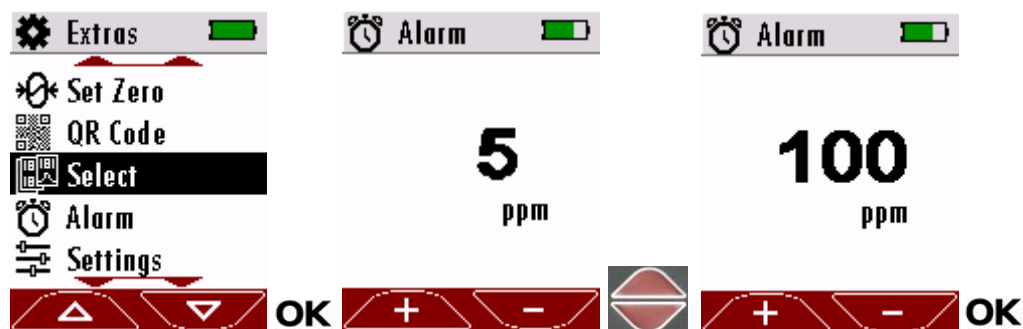 Extras
Set Zero
QR Code
Select
Alarm
Settings
OK
Alarm
5
ppm
+ −
Alarm
100
ppm
+ −
OK